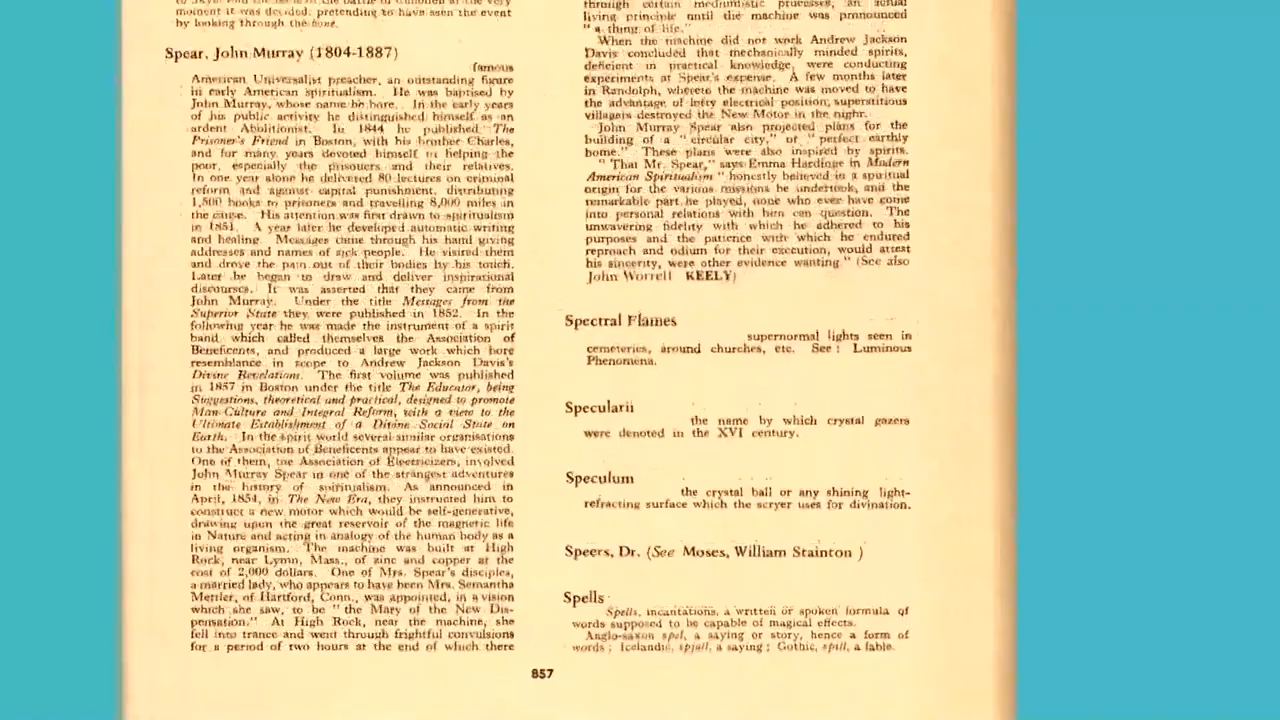 moment it was decided, pretending to have seen the event
by looking through the bone.
Spear, John Murray (1804-1887)
famous
American Universalist preacher, an outstanding figure
in early American spiritualism. He was baptised by
John Murray, whose name he bore. In the early years
of his public activity he distinguished himself as an
ardent Abolitionist. In 1844 he published "The
Prisoner's Friend in Boston, with his brother Charles,
and for many years devoted himself to helping the
poor, especially the prisoners and their relatives.
In one year alone he delivered 80 lectures on criminal
reform and against capital punishment, distributing
1,500 books to prisoners and travelling 8,000 miles in
the cause. His attention was first drawn to spiritualism
in 1851. A year later he developed automatic writing
and healing. Messages came through his hand giving
addresses and names of sick people. He visited them
and drove the pain out of their bodies by his touch.
Later he began to draw and deliver inspirational
discourses. It was asserted that they came from
John Murray. Under the title Messages from the
Superior State they were published in 1852. In the
following year he was made the instrument of a spirit
band which called themselves the Association of
Beneficents, and produced a large work which bore
resemblance in scope to Andrew Jackson Davis's
Divine Revelations. The first volume was published
in 1857 in Boston under the title The Educator, being
Suggestions, theoretical and practical, designed to promote
Man Culture and Integral Reform, with a view to the
Ultimate Establishment of a Divine Social State on
Earth. In the spirit world several similar organisations
to the Association of Beneficents appear to have existed.
One of them, the Association of Electricizers, involved
John Murray Spear in one of the strangest adventures
in the history of spiritualism. As announced in
April, 1854, in The New Era, they instructed him to
construct a new motor which would be self-generative,
drawing upon the great reservoir of the magnetic life
in Nature and acting in analogy of the human body as a
living organism. The machine was built at High
Rock, near Lynn, Mass., of zinc and copper at the
cost of 2,000 dollars. One of Mrs. Spear's disciples,
a married lady, who appears to have been Mrs. Semantha
Mettler, of Hartford, Conn., was appointed, in a vision
which she saw, to be "the Mary of the New Dis-
pensation." At High Rock, near the machine, she
fell into trance and went through frightful convulsions
for a period of two hours at the end of which there
through certain mediumistic processes, an actual
living principle until the machine was pronounced
"a thing of life."
When the machine did not work Andrew Jackson
Davis concluded that mechanically minded spirits,
deficient in practical knowledge, were conducting
experiments at Spear's expense. A few months later
in Randolph, whereto the machine was moved to have
the advantage of lofty electrical position, superstitious
villagers destroyed the New Motor in the night.
John Murray Spear also projected plans for the
building of a "circular city," or "perfect earthly
home." These plans were also inspired by spirits.
"That Mr. Spear," says Emma Hardinge in Modern
American Spiritualism "honestly believed in a spiritual
origin for the various missions he undertook, and the
remarkable part he played, none who ever have come
into personal relations with him can question. The
unwavering fidelity with which he adhered to his
purposes and the patience with which he endured
reproach and odium for their execution, would attest
his sincerity, were other evidence wanting" (See also
John Worrell KEELY)
Spectral Flames
supernormal lights seen in
cemeteries, around churches, etc. See: Luminous
Phenomena.
Specularii
the name by which crystal gazers
were denoted in the XVI century.
Speculum
the crystal ball or any shining light-
refracting surface which the scryer uses for divination.
Speers, Dr. (See Moses, William Stainton )
Spells
Spells, incantations, a written or spoken formula of
words supposed to be capable of magical effects.
Anglo-saxon spel, a saying or story, hence a form of
words; Icelandic, spjall, a saying; Gothic, spill, a fable.
857